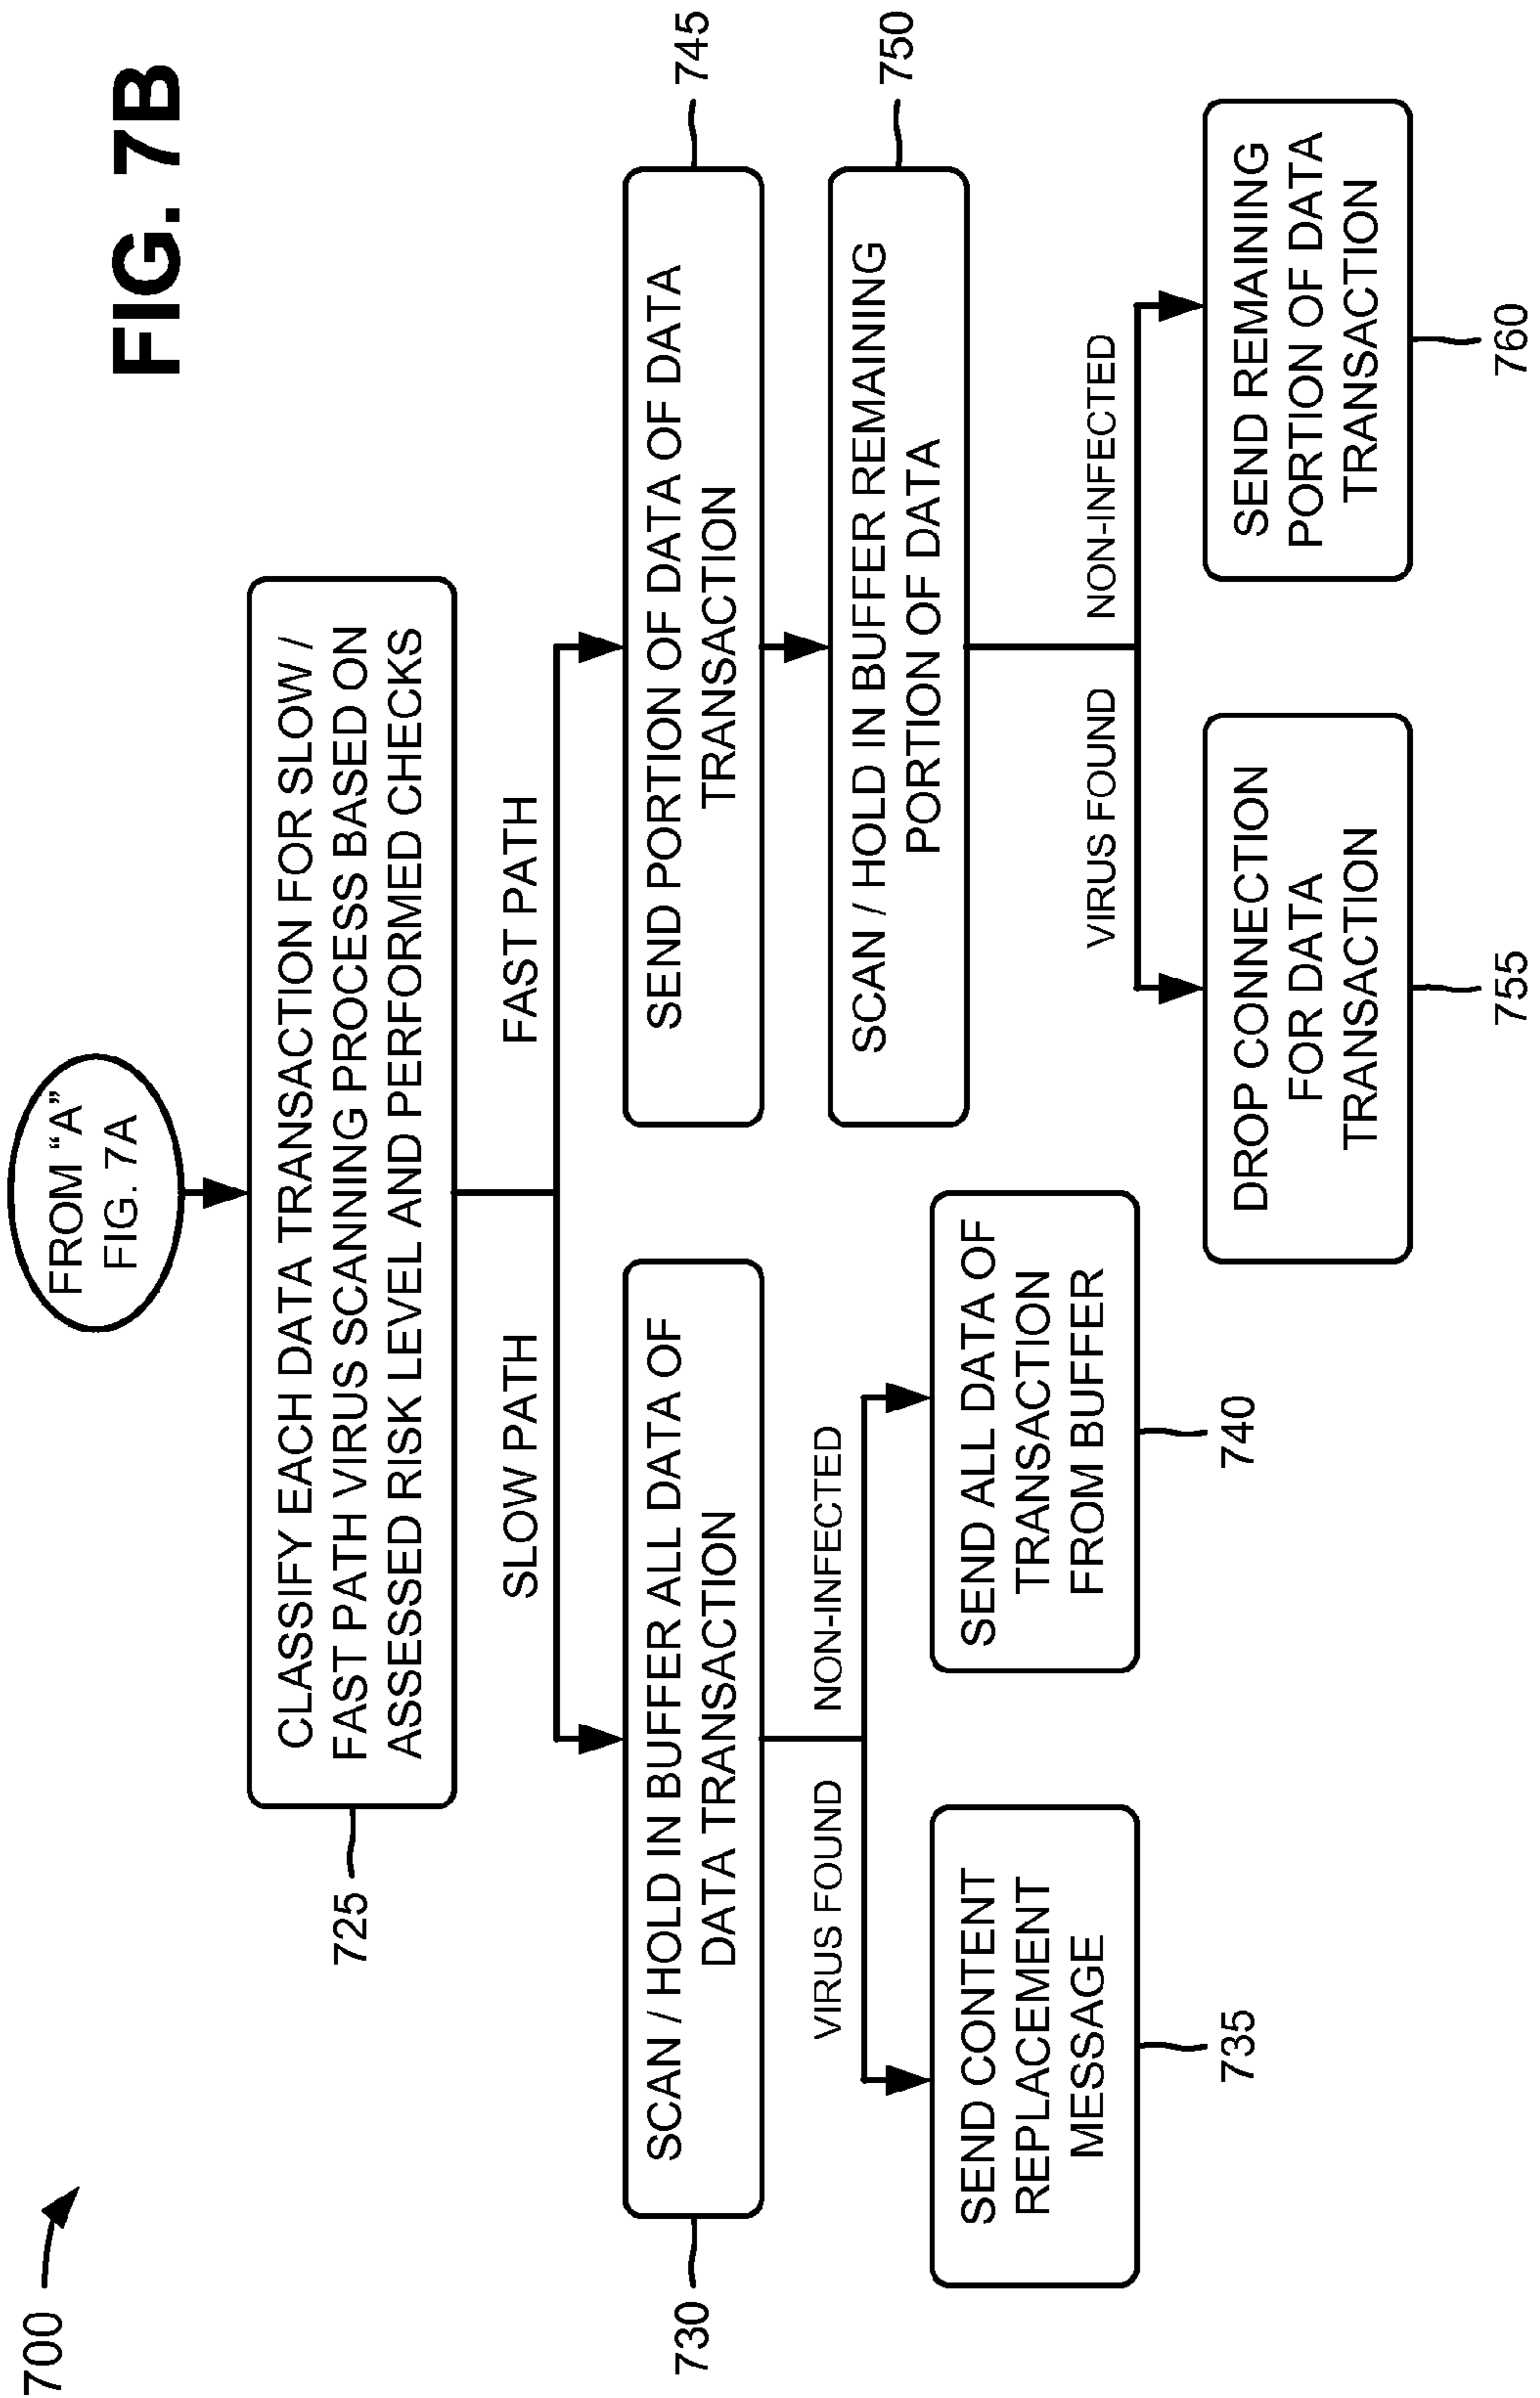 FIG. 7B
700
FROM “A”
FIG. 7A
CLASSIFY EACH DATA TRANSACTION FOR SLOW /
FAST PATH VIRUS SCANNING PROCESS BASED ON
ASSESSED RISK LEVEL AND PERFORMED CHECKS
725
SLOW PATH
FAST PATH
SCAN / HOLD IN BUFFER ALL DATA OF
DATA TRANSACTION
730
SEND PORTION OF DATA OF DATA
TRANSACTION
745
VIRUS FOUND
NON-INFECTED
SCAN / HOLD IN BUFFER REMAINING
PORTION OF DATA
750
SEND CONTENT
REPLACEMENT
MESSAGE
735
SEND ALL DATA OF
TRANSACTION
FROM BUFFER
740
VIRUS FOUND
NON-INFECTED
DROP CONNECTION
FOR DATA
TRANSACTION
755
SEND REMAINING
PORTION OF DATA
TRANSACTION
760